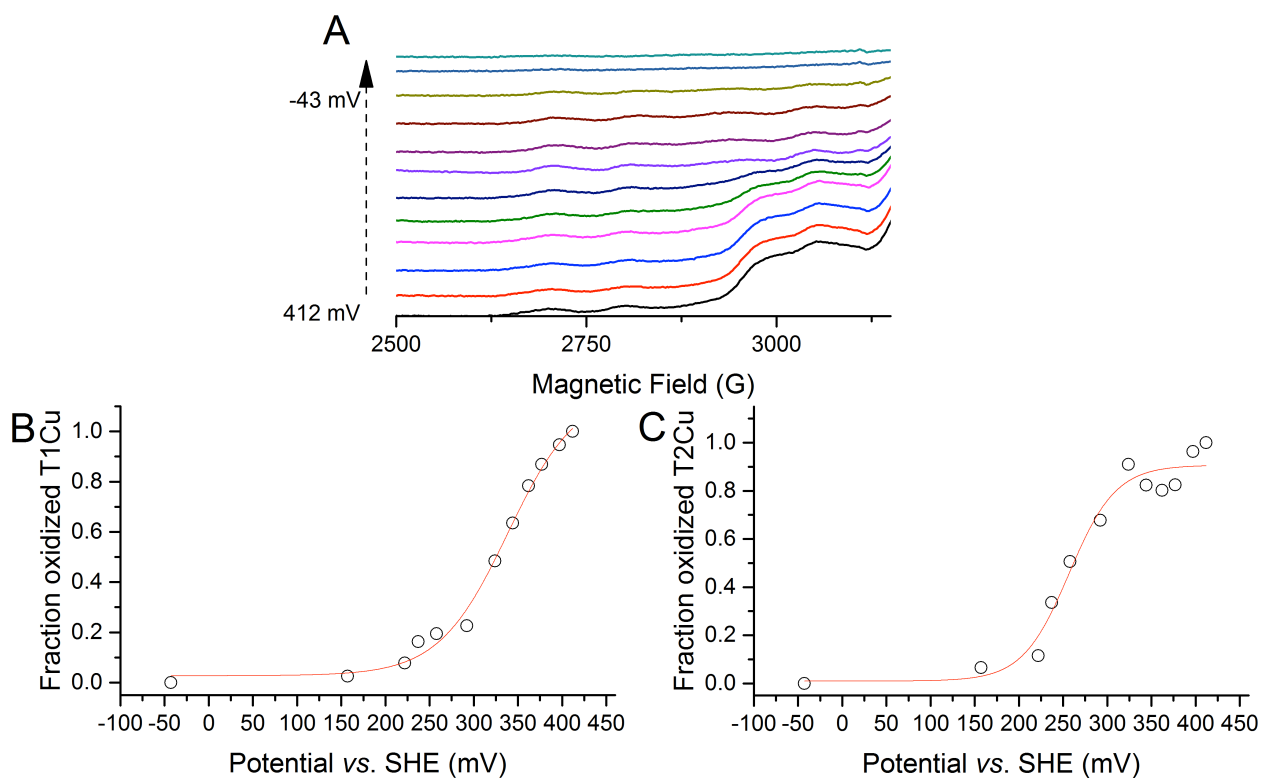 A
-43 mV
412 mV
2500 2750 3000
Magnetic Field (G)
B
Fraction oxidized T1Cu
1.0
0.8
0.6
0.4
0.2
0.0
-100 -50 0 50 100 150 200 250 300 350 400 450
Potential vs. SHE (mV)
C
Fraction oxidized T2Cu
1.0
0.8
0.6
0.4
0.2
0.0
-100 -50 0 50 100 150 200 250 300 350 400 450
Potential vs. SHE (mV)